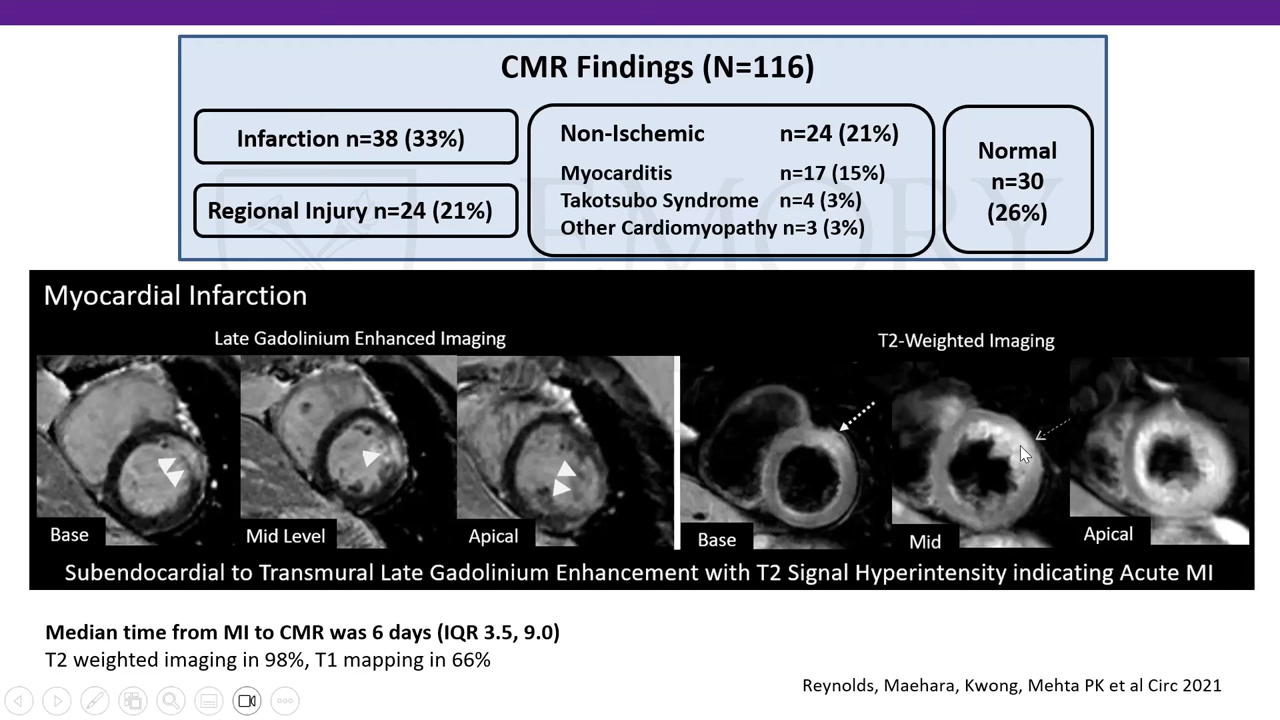 CMR Findings (N=116)
Infarction n=38 (33%)
Regional Injury n=24 (21%)
Non-Ischemic n=24 (21%)
Myocarditis n=17 (15%)
Takotsubo Syndrome n=4 (3%)
Other Cardiomyopathy n=3 (3%)
Normal
n=30
(26%)
EMORY
Myocardial Infarction
Late Gadolinium Enhanced Imaging
T2-Weighted Imaging
Base
Mid Level
Apical
Base
Mid
Apical
Subendocardial to Transmural Late Gadolinium Enhancement with T2 Signal Hyperintensity indicating Acute MI
Median time from MI to CMR was 6 days (IQR 3.5, 9.0)
T2 weighted imaging in 98%, T1 mapping in 66%
Reynolds, Maehara, Kwong, Mehta PK et al Circ 2021